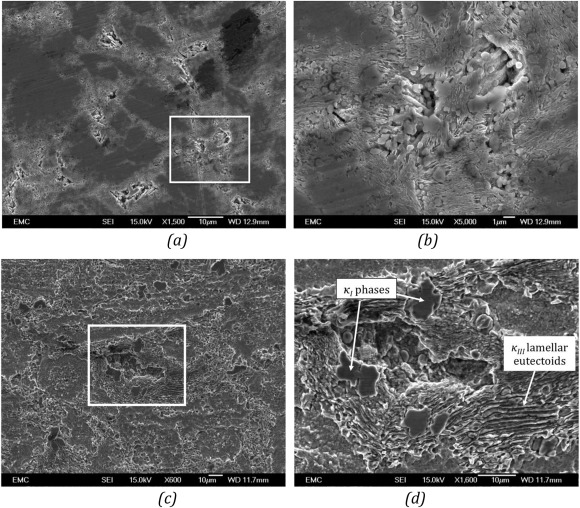 EMC SEI 15.0kV X1,500 10μm WD 12.9mm
EMC SEI 15.0kV X5,000 1μm WD 12.9mm
(a) (b)
κI phases
κIII lamellar
eutectoids
EMC SEI 15.0kV X600 10μm WD 11.7mm
EMC SEI 15.0kV X1,600 10μm WD 11.7mm
(c) (d)